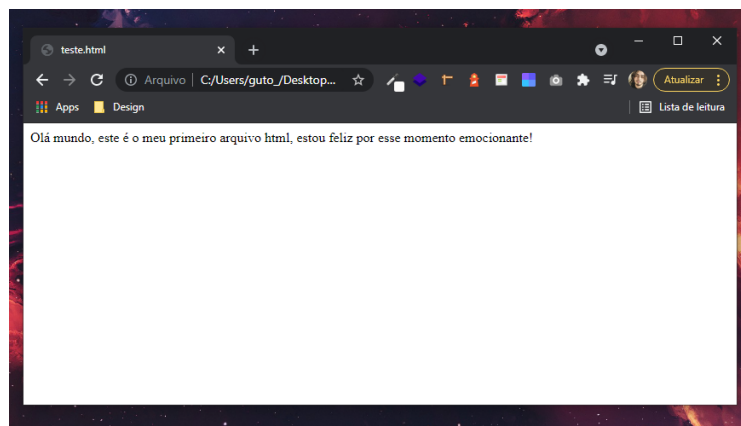 teste.html
Arquivo | C:/Users/guto_/Desktop...
Atualizar
Apps
Design
Lista de leitura
Olá mundo, este é o meu primeiro arquivo html, estou feliz por esse momento emocionante!